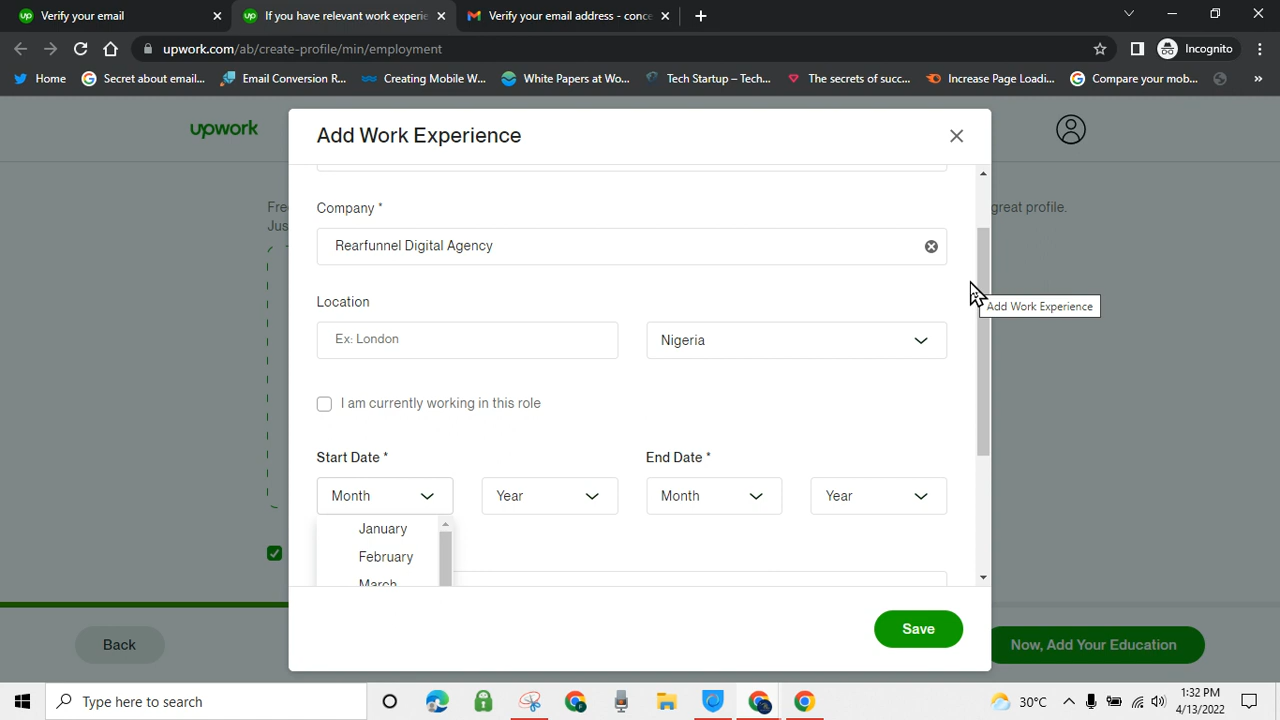 Verify your email
If you have relevant work experie
Verify your email address - conce
upwork.com/ab/create-profile/min/employment
Incognito
Home
Secret about email...
Email Conversion R...
Creating Mobile W...
White Papers at Wo...
Tech Startup – Tech...
The secrets of succ...
Increase Page Loadi...
Compare your mob...
»
upwork
Add Work Experience
Fre
great profile.
Jus
Company *
Rearfunnel Digital Agency
Add Work Experience
Location
Ex: London
Nigeria
I am currently working in this role
Start Date *
End Date *
Month
Year
Month
Year
January
February
March
Save
Back
Now, Add Your Education
Type here to search
30°C
1:32 PM
4/13/2022